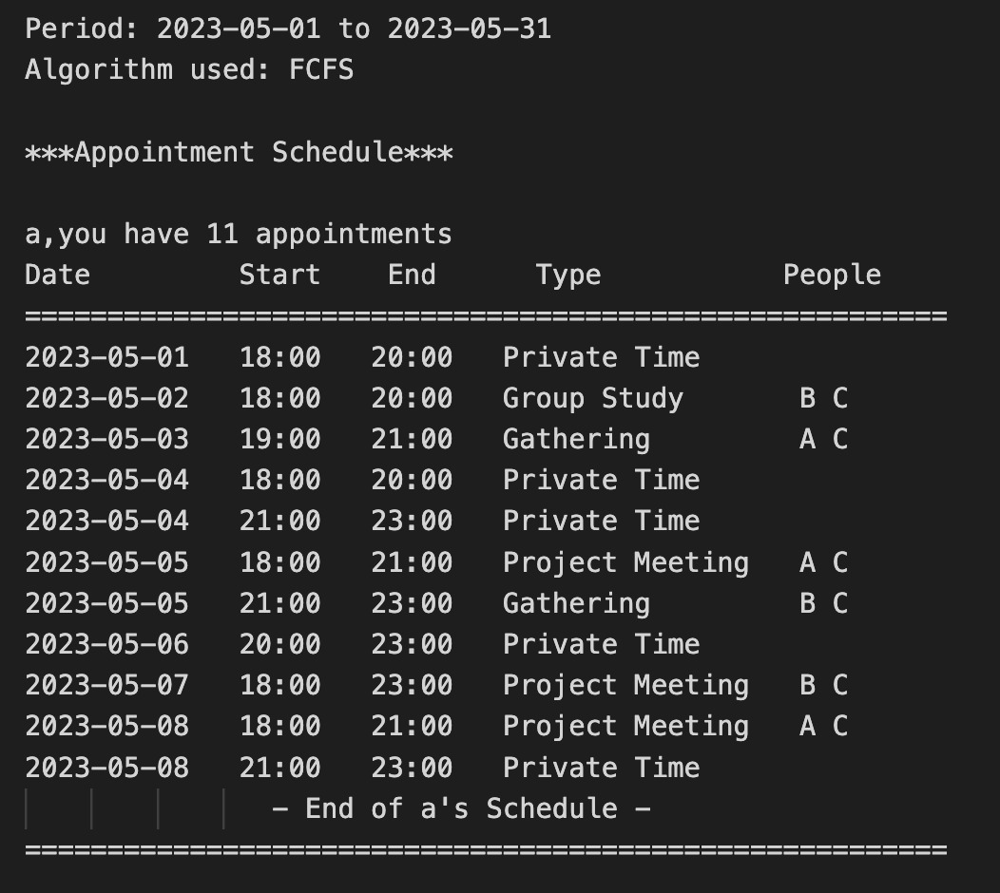 Period: 2023-05-01 to 2023-05-31
Algorithm used: FCFS
***Appointment Schedule***
a,you have 11 appointments
Date         Start    End      Type           People
========================================================
2023-05-01   18:00   20:00   Private Time
2023-05-02   18:00   20:00   Group Study       B C
2023-05-03   19:00   21:00   Gathering         A C
2023-05-04   18:00   20:00   Private Time
2023-05-04   21:00   23:00   Private Time
2023-05-05   18:00   21:00   Project Meeting   A C
2023-05-05   21:00   23:00   Gathering         B C
2023-05-06   20:00   23:00   Private Time
2023-05-07   18:00   23:00   Project Meeting   B C
2023-05-08   18:00   21:00   Project Meeting   A C
2023-05-08   21:00   23:00   Private Time
               - End of a's Schedule -
========================================================